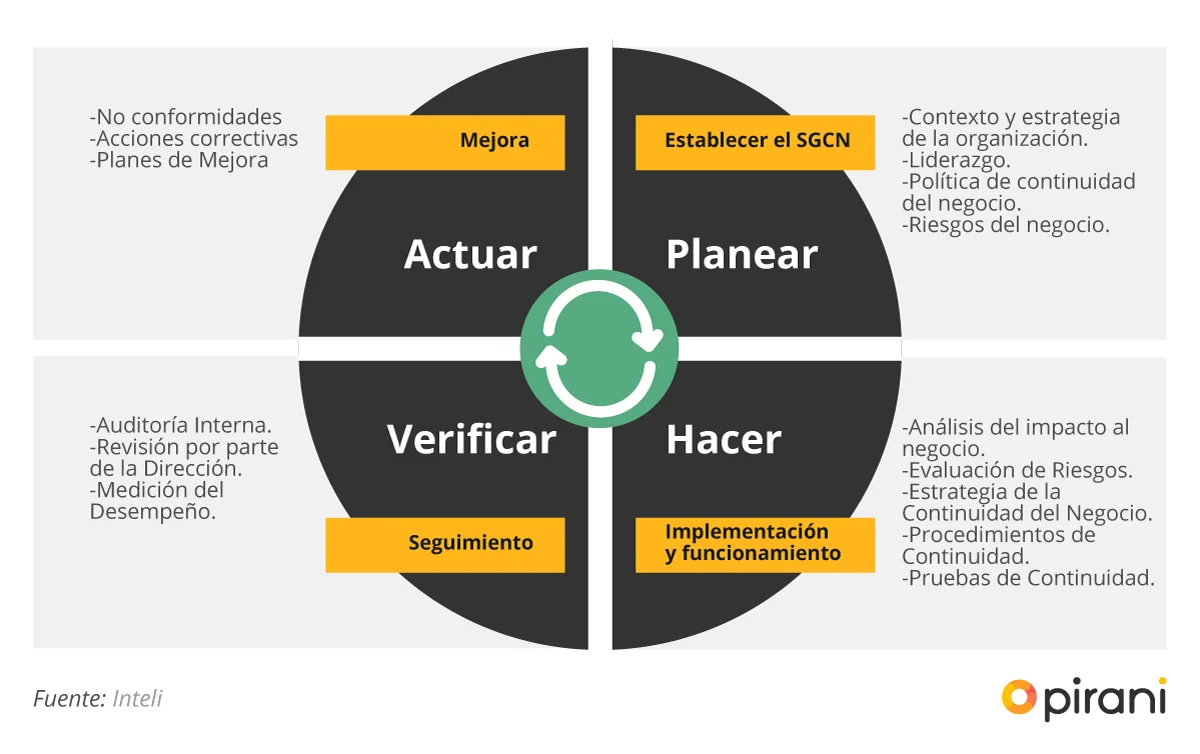 -No conformidades
-Acciones correctivas
-Planes de Mejora
Mejora
Actuar
Establecer el SGCN
Planear
-Contexto y estrategia
de la organización.
-Liderazgo.
-Política de continuidad
del negocio.
-Riesgos del negocio.
-Auditoría Interna.
-Revisión por parte
de la Dirección.
-Medición del
Desempeño.
Verificar
Seguimiento
Hacer
Implementación
y funcionamiento
-Análisis del impacto al
negocio.
-Evaluación de Riesgos.
-Estrategia de la
Continuidad del Negocio.
-Procedimientos de
Continuidad.
-Pruebas de Continuidad.
Fuente: Inteli
pirani